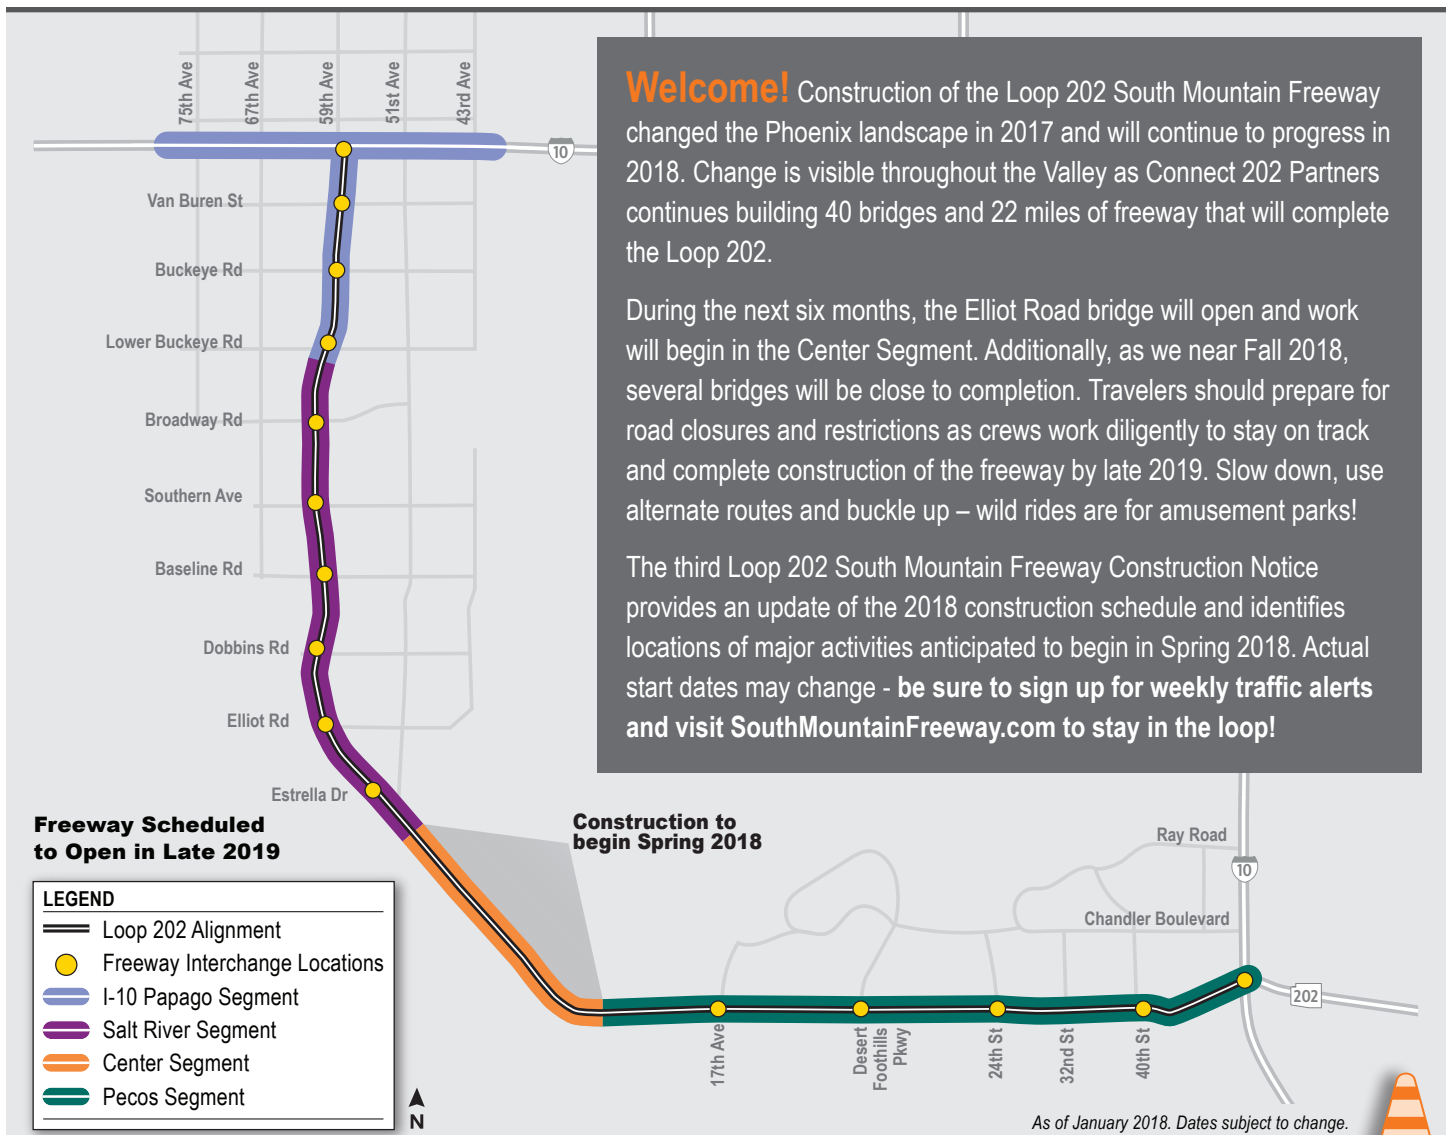 75th Ave
67th Ave
59th Ave
51st Ave
43rd Ave
10
Van Buren St
Buckeye Rd
Lower Buckeye Rd
Broadway Rd
Southern Ave
Baseline Rd
Dobbins Rd
Elliot Rd
Estrella Dr
Welcome! Construction of the Loop 202 South Mountain Freeway
changed the Phoenix landscape in 2017 and will continue to progress in
2018. Change is visible throughout the Valley as Connect 202 Partners
continues building 40 bridges and 22 miles of freeway that will complete
the Loop 202.
During the next six months, the Elliot Road bridge will open and work
will begin in the Center Segment. Additionally, as we near Fall 2018,
several bridges will be close to completion. Travelers should prepare for
road closures and restrictions as crews work diligently to stay on track
and complete construction of the freeway by late 2019. Slow down, use
alternate routes and buckle up – wild rides are for amusement parks!
The third Loop 202 South Mountain Freeway Construction Notice
provides an update of the 2018 construction schedule and identifies
locations of major activities anticipated to begin in Spring 2018. Actual
start dates may change - be sure to sign up for weekly traffic alerts
and visit SouthMountainFreeway.com to stay in the loop!
Freeway Scheduled
to Open in Late 2019
Construction to
begin Spring 2018
Ray Road
10
Chandler Boulevard
202
17th Ave
Desert
Foothills
Pkwy
24th St
32nd St
40th St
LEGEND
Loop 202 Alignment
Freeway Interchange Locations
I-10 Papago Segment
Salt River Segment
Center Segment
Pecos Segment
N
As of January 2018. Dates subject to change.